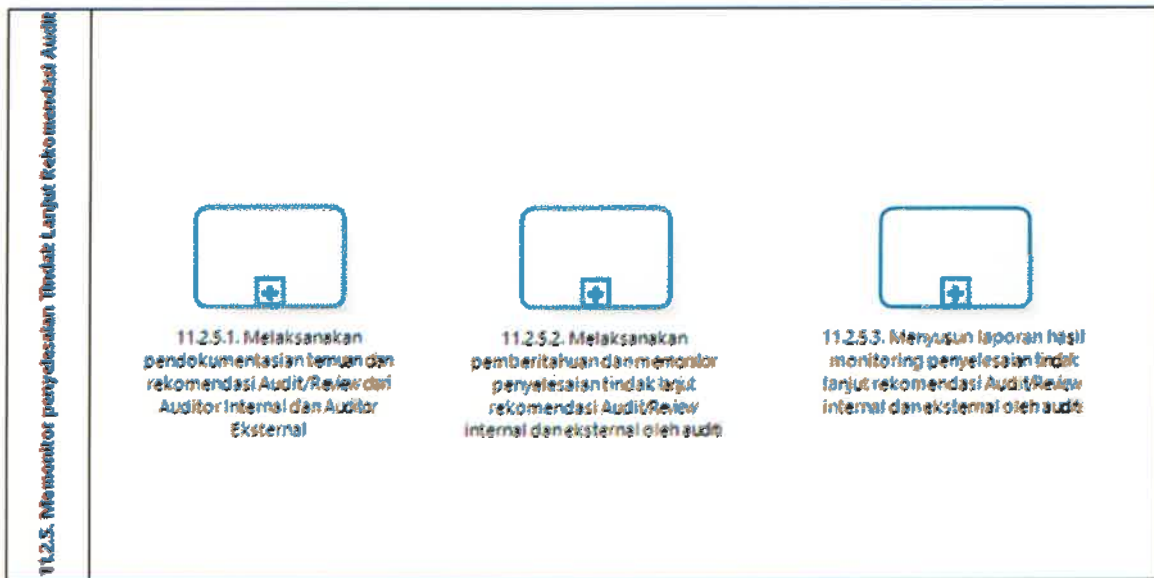 11.2.5. Memonitor penyelesaian Tindak Lanjut Rekomendasi Audit
11.2.5.1. Melaksanakan
pendokumentasian temuan dan
rekomendasi Audit/Review dari
Auditor Internal dan Auditor
Eksternal
11.2.5.2. Melaksanakan
pemberitahuan dan memonitor
penyelesaian tindak lanjut
rekomendasi Audit/Review
internal dan eksternal oleh auditi
11.2.5.3. Menyusun laporan hasil
monitoring penyelesaian tindak
lanjut rekomendasi Audit/Review
internal dan eksternal oleh auditi